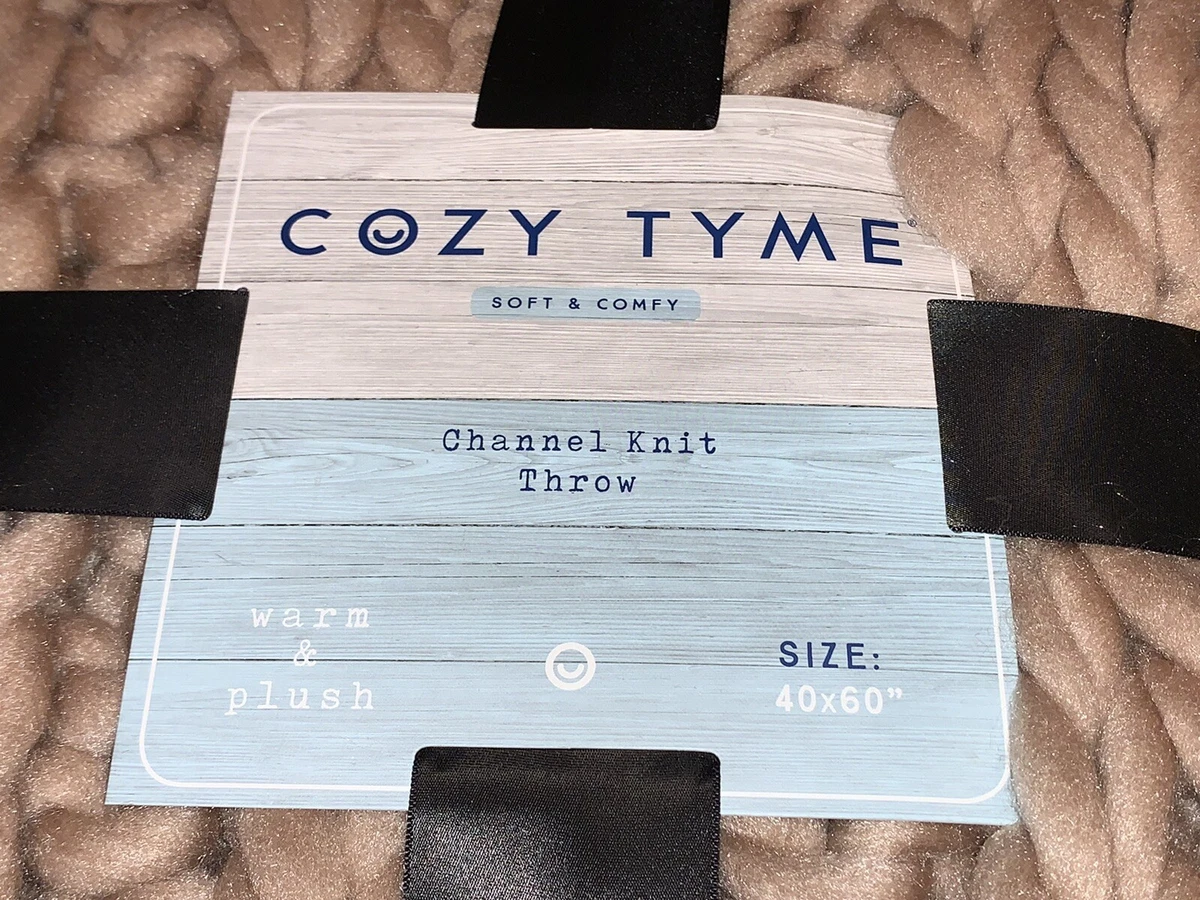 COZY TYME®
SOFT & COMFY
Channel Knit
Throw
warm
&
plush
SIZE:
40x60”